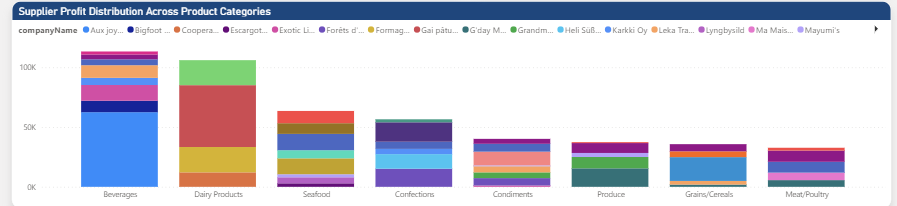 Supplier Profit Distribution Across Product Categories
companyName Aux joy... Bigfoot ... Coopera... Escargot... Exotic Li... Forêts d'... Formag... Gai pâtu... G'day M... Grandm... Heli Süß... Karkki Oy Leka Tra... Lyngbysild Ma Mais... Mayumi's
100K
50K
0K
Beverages Dairy Products Seafood Confections Condiments Produce Grains/Cereals Meat/Poultry